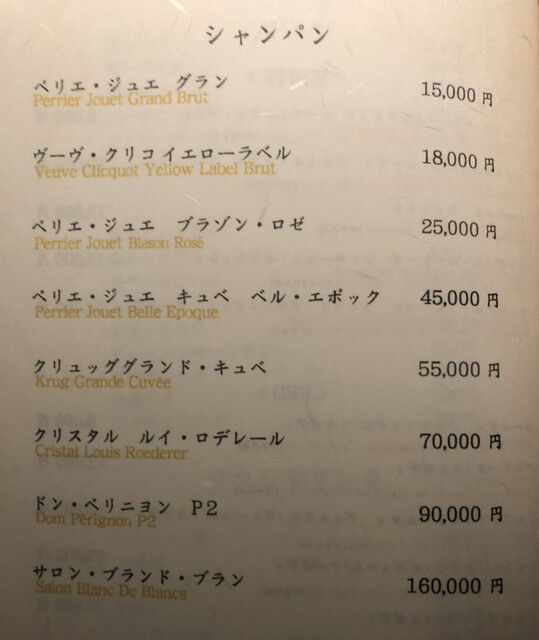 シャンパン
ペリエ・ジュエ グラン
15,000 円
Perrier Jouet Grand Brut
ヴーヴ・クリコイエローラベル
18,000 円
Veuve Clicquot Yellow Label Brut
ペリエ・ジュエ ブラゾン・ロゼ
25,000 円
Perrier Jouet Blason Rosé
ペリエ・ジュエ キュベ ベル・エポック
45,000 円
Perrier Jouet Belle Epoque
クリュッググランド・キュベ
55,000 円
Krug Grande Cuvée
クリスタル ルイ・ロデレール
70,000 円
Cristal Louis Roederer
ドン・ペリニヨン P2
90,000 円
Dom Pérignon P2
サロン・ブランド・ブラン
160,000 円
Salon Blanc De Blancs